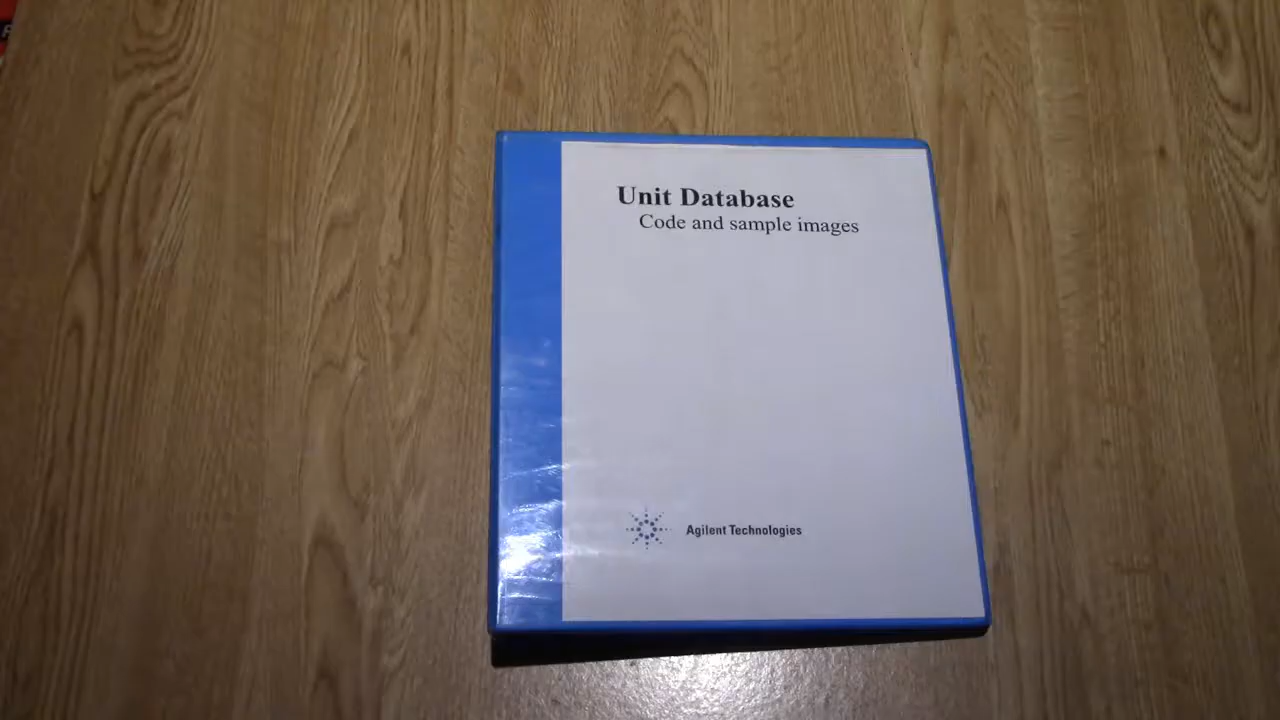 Unit Database
Code and sample images
Agilent Technologies